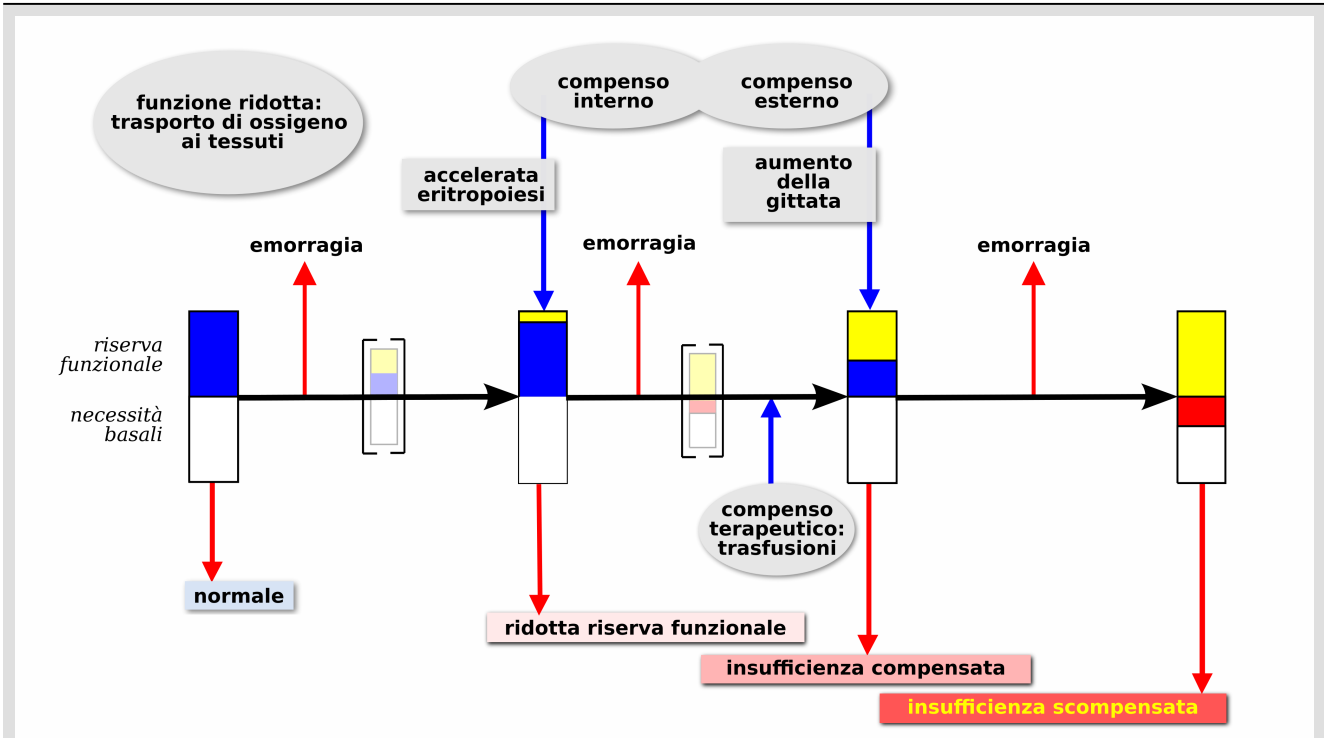 funzione ridotta:
trasporto di ossigeno
ai tessuti
compenso
interno
compenso
esterno
accelerata
eritropoiesi
aumento
della
gittata
emorragia
emorragia
emorragia
riserva
funzionale
necessità
basali
compenso
terapeutico:
trasfusioni
normale
ridotta riserva funzionale
insufficienza compensata
insufficienza scompensata